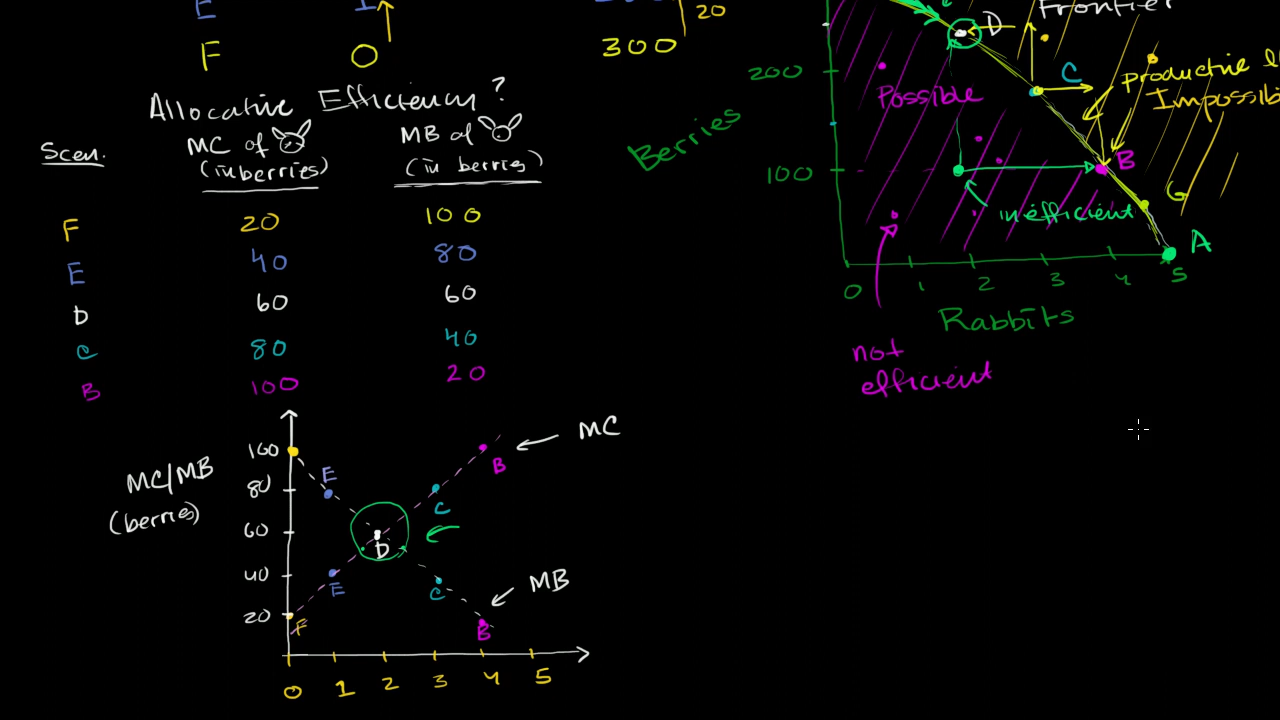 E
F 0
20
300
Allocative Efficiency?
Scen.
MC of
(in berries)
MB of
(in berries)
F 20 100
E 40 80
D 60 60
C 80 40
B 100 20
MC/MB
(berries)
100
80
60
40
20
0 1 2 3 4 5
E
D
C
B
MC
F
E
C
B
MB
Frontier
D
C
Productive
Impossib
200
Possible
Berries
B
100
G
inefficient
A
0 1 2 3 4 5
Rabbits
not
efficient